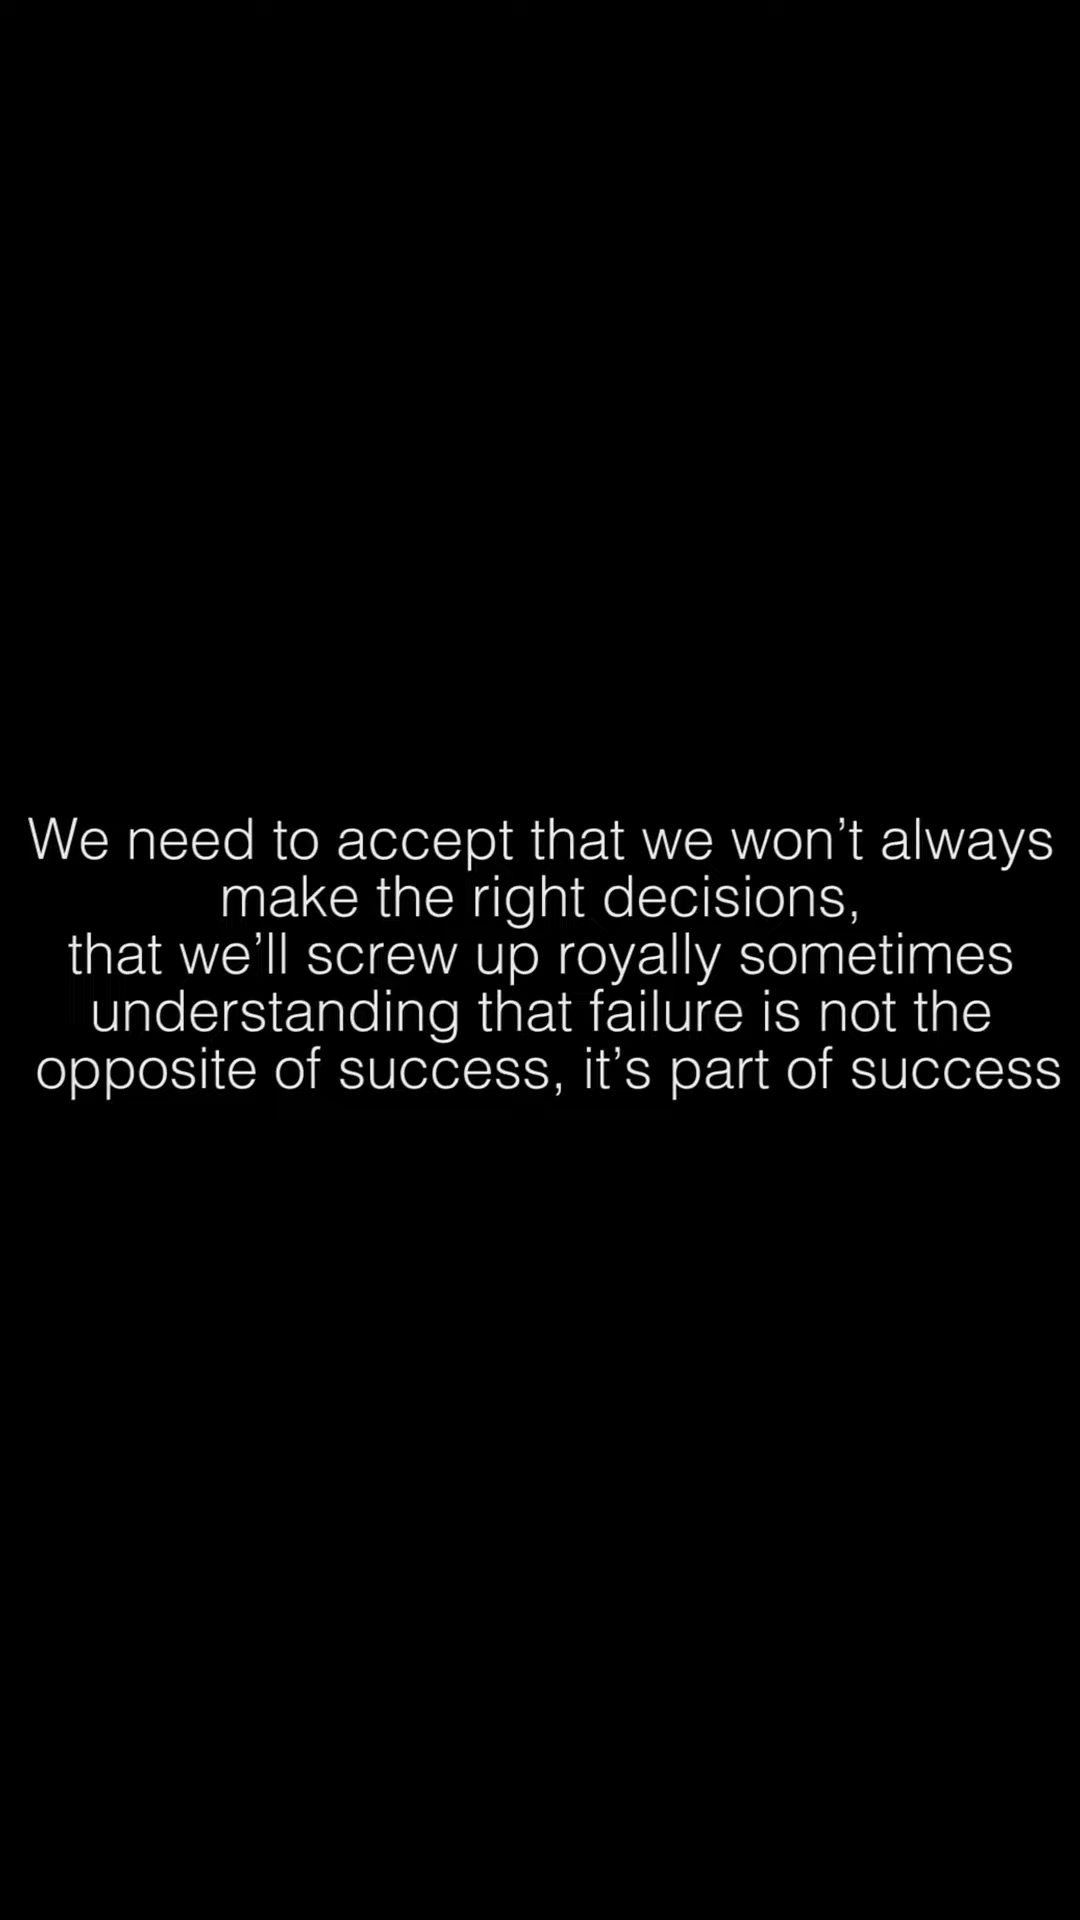 We need to accept that we won’t always
make the right decisions,
that we’ll screw up royally sometimes
understanding that failure is not the
opposite of success, it’s part of success